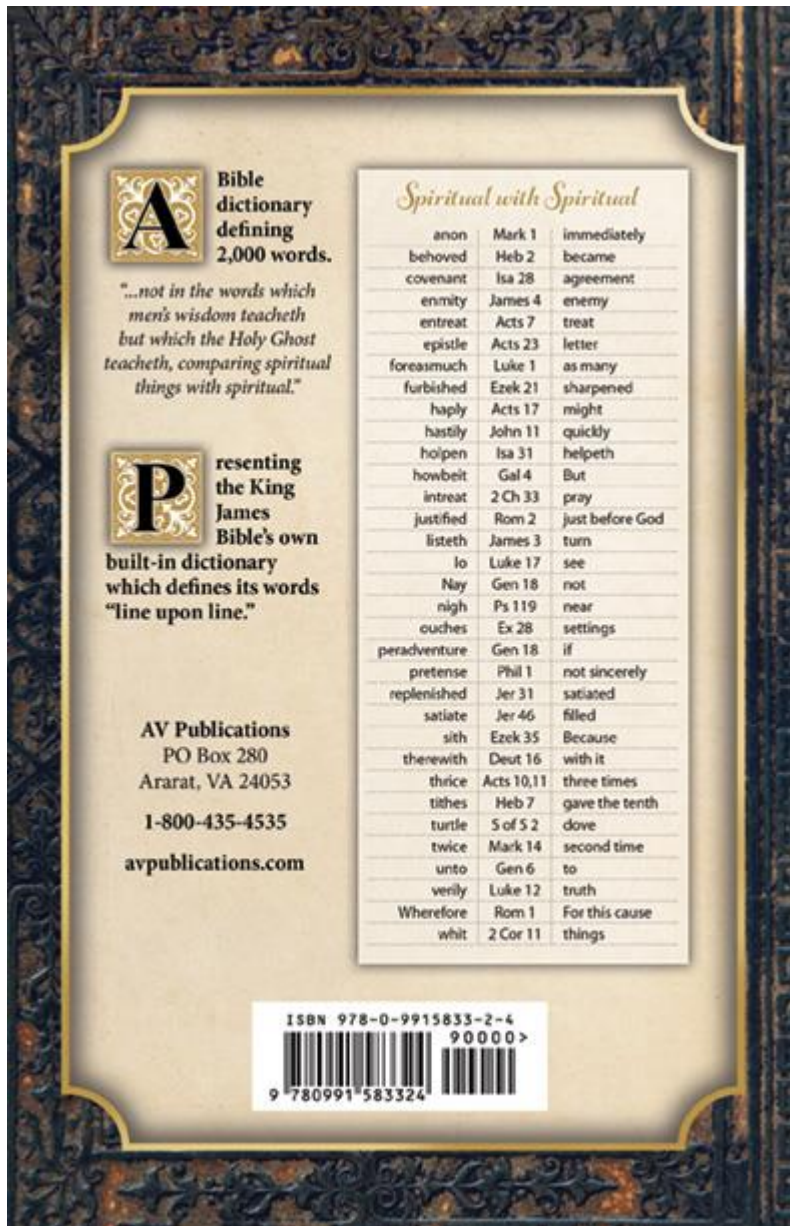 A Bible
dictionary
defining
2,000 words.
“...not in the words which
men's wisdom teacheth
but which the Holy Ghost
teacheth, comparing spiritual
things with spiritual.”
Presenting
the King
James
Bible's own
built-in dictionary
which defines its words
“line upon line.”
AV Publications
PO Box 280
Ararat, VA 24053
1-800-435-4535
avpublications.com
Spiritual with Spiritual
anon Mark 1 immediately
behoved Heb 2 became
covenant Isa 28 agreement
enmity James 4 enemy
entreat Acts 7 treat
epistle Acts 23 letter
foreasmuch Luke 1 as many
furbished Ezek 21 sharpened
haply Acts 17 might
hastily John 11 quickly
holpen Isa 31 helpeth
howbeit Gal 4 But
intreat 2 Ch 33 pray
justified Rom 2 just before God
listeth James 3 turn
lo Luke 17 see
Nay Gen 18 not
nigh Ps 119 near
ouches Ex 28 settings
peradventure Gen 18 if
pretense Phil 1 not sincerely
replenished Jer 31 satiated
satiate Jer 46 filled
sith Ezek 35 Because
therewith Deut 16 with it
thrice Acts 10,11 three times
tithes Heb 7 gave the tenth
turtle S of S 2 dove
twice Mark 14 second time
unto Gen 6 to
verily Luke 12 truth
Wherefore Rom 1 For this cause
whit 2 Cor 11 things
ISBN 978-0-9915833-2-4
90000>
9 780991 583324